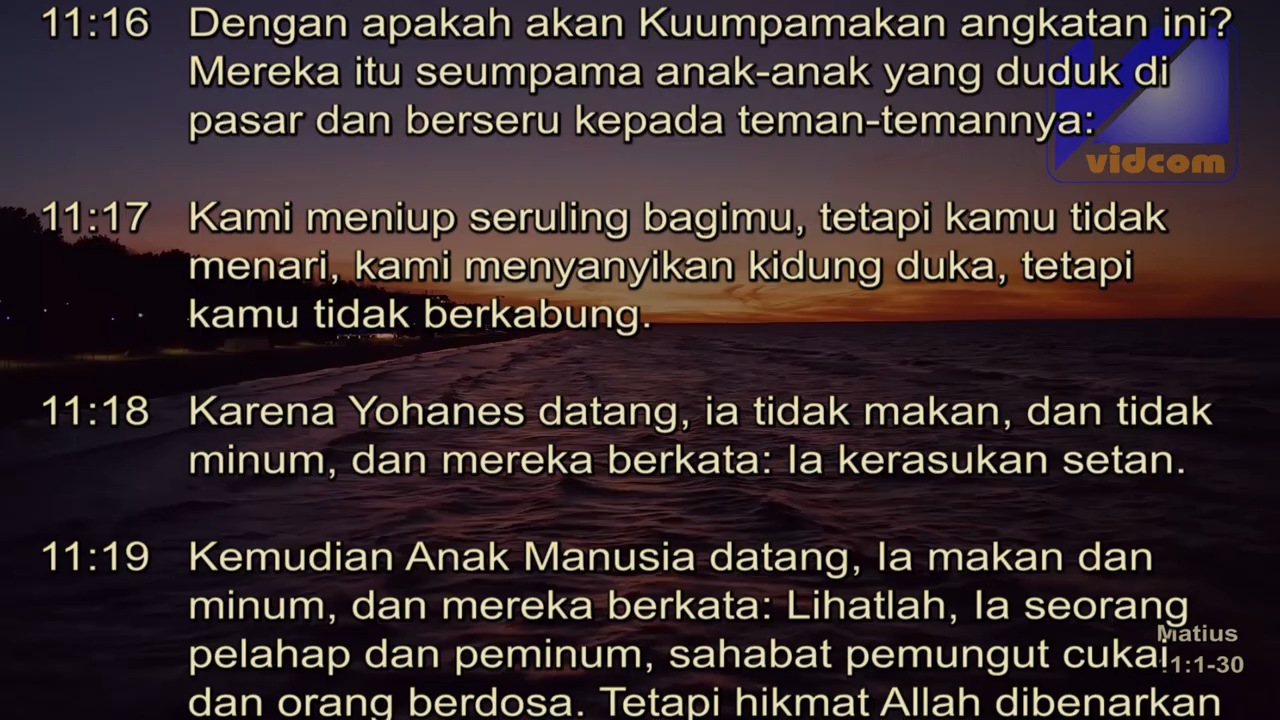 11:16 Dengan apakah akan Kuumpamakan angkatan ini?
Mereka itu seumpama anak-anak yang duduk di
pasar dan berseru kepada teman-temannya:
vidcom
11:17 Kami meniup seruling bagimu, tetapi kamu tidak
menari, kami menyanyikan kidung duka, tetapi
kamu tidak berkabung.
11:18 Karena Yohanes datang, ia tidak makan, dan tidak
minum, dan mereka berkata: Ia kerasukan setan.
11:19 Kemudian Anak Manusia datang, Ia makan dan
minum, dan mereka berkata: Lihatlah, Ia seorang
pelahap dan peminum, sahabat pemungut cukai
dan orang berdosa. Tetapi hikmat Allah dibenarkan
Matius
11:1-30